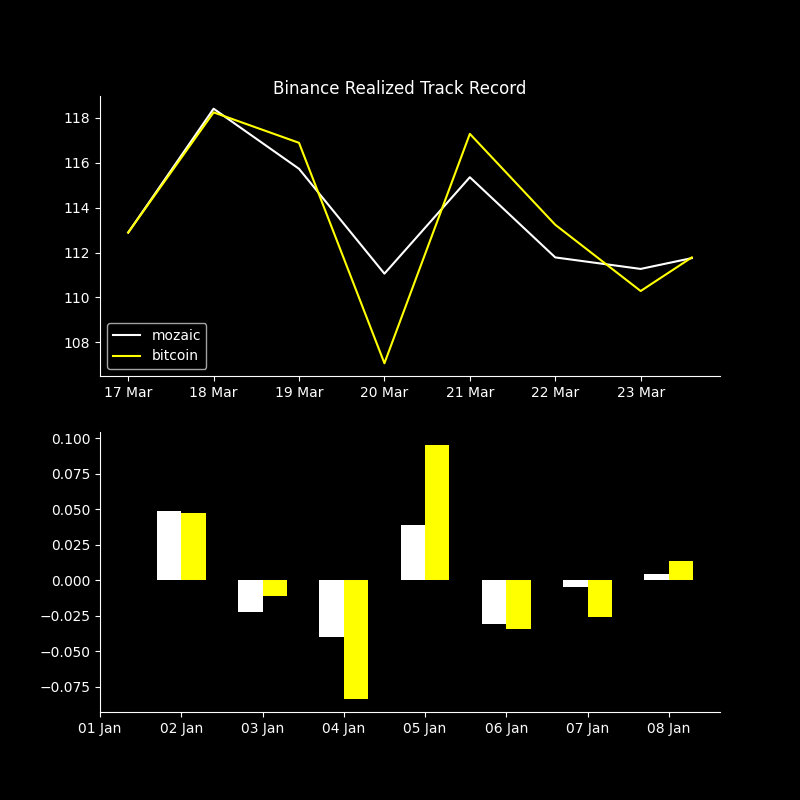 Binance Realized Track Record
118
116
114
112
110
108
mozaic
bitcoin
17 Mar 18 Mar 19 Mar 20 Mar 21 Mar 22 Mar 23 Mar
0.100
0.075
0.050
0.025
0.000
−0.025
−0.050
−0.075
01 Jan 02 Jan 03 Jan 04 Jan 05 Jan 06 Jan 07 Jan 08 Jan